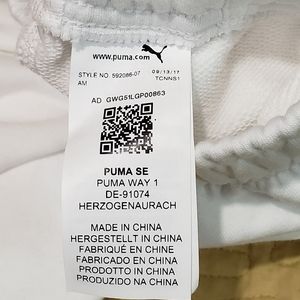 www.puma.com
STYLE NO. 592086-07 09/13/17
AM TCNNS1
AD GWG51LGP00863
PUMA SE
PUMA WAY 1
DE-91074
HERZOGENAURACH
MADE IN CHINA
HERGESTELLT IN CHINA
FABRIQUÉ EN CHINE
FABRICADO EN CHINA
PRODOTTO IN CHINA
PRODUZIDO NA CHINA